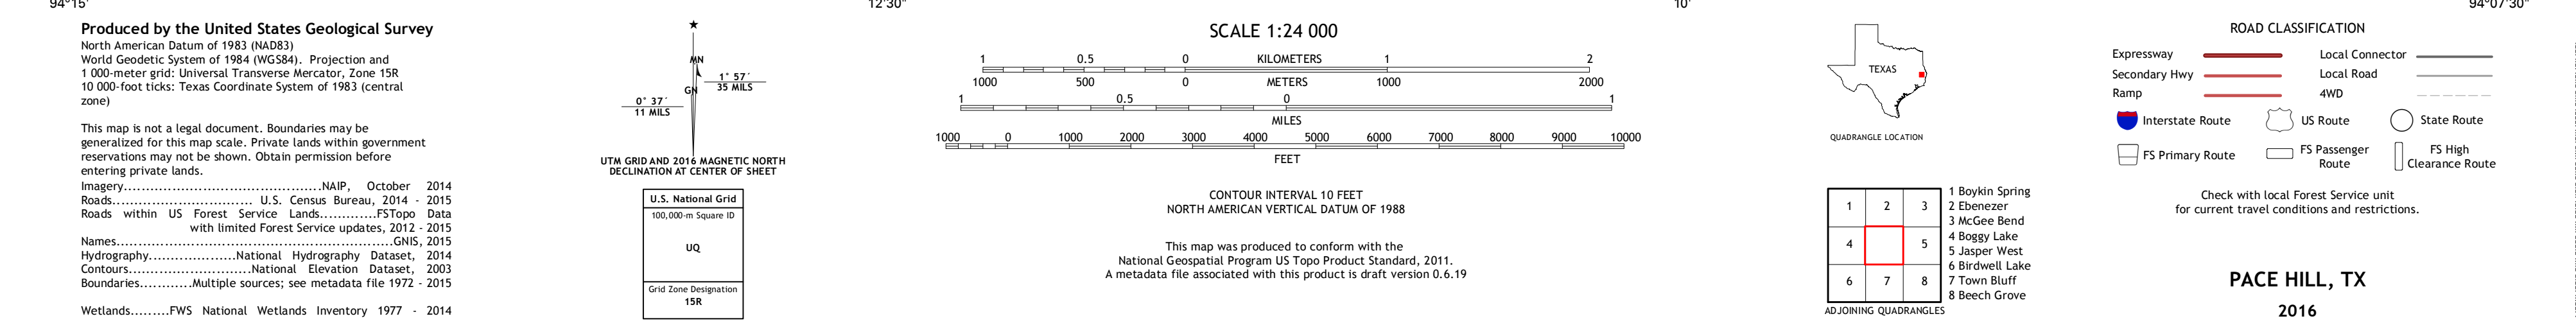 94°15'
12'30"
10'
94°07'30"
Produced by the United States Geological Survey
North American Datum of 1983 (NAD83)
World Geodetic System of 1984 (WGS84). Projection and
1 000-meter grid: Universal Transverse Mercator, Zone 15R
10 000-foot ticks: Texas Coordinate System of 1983 (central
zone)
This map is not a legal document. Boundaries may be
generalized for this map scale. Private lands within government
reservations may not be shown. Obtain permission before
entering private lands.
Imagery............................................NAIP, October 2014
Roads............................... U.S. Census Bureau, 2014 - 2015
Roads within US Forest Service Lands............FSTopo Data
with limited Forest Service updates, 2012 - 2015
Names.............................................................GNIS, 2015
Hydrography...................National Hydrography Dataset, 2014
Contours...........................National Elevation Dataset, 2003
Boundaries...........Multiple sources; see metadata file 1972 - 2015
Wetlands.........FWS National Wetlands Inventory 1977 - 2014
★
MN
GN
1° 57´
35 MILS
0° 37´
11 MILS
UTM GRID AND 2016 MAGNETIC NORTH
DECLINATION AT CENTER OF SHEET
U.S. National Grid
100,000-m Square ID
UQ
Grid Zone Designation
15R
SCALE 1:24 000
1 0.5 0 KILOMETERS 1 2
1000 500 0 METERS 1000 2000
1 0.5 0 1
MILES
1000 0 1000 2000 3000 4000 5000 6000 7000 8000 9000 10000
FEET
CONTOUR INTERVAL 10 FEET
NORTH AMERICAN VERTICAL DATUM OF 1988
This map was produced to conform with the
National Geospatial Program US Topo Product Standard, 2011.
A metadata file associated with this product is draft version 0.6.19
TEXAS
QUADRANGLE LOCATION
1 2 3
4 5
6 7 8
1 Boykin Spring
2 Ebenezer
3 McGee Bend
4 Boggy Lake
5 Jasper West
6 Birdwell Lake
7 Town Bluff
8 Beech Grove
ADJOINING QUADRANGLES
ROAD CLASSIFICATION
Expressway
Local Connector
Secondary Hwy
Local Road
Ramp
4WD
Interstate Route
US Route
State Route
FS Primary Route
FS Passenger
Route
FS High
Clearance Route
Check with local Forest Service unit
for current travel conditions and restrictions.
PACE HILL, TX
2016